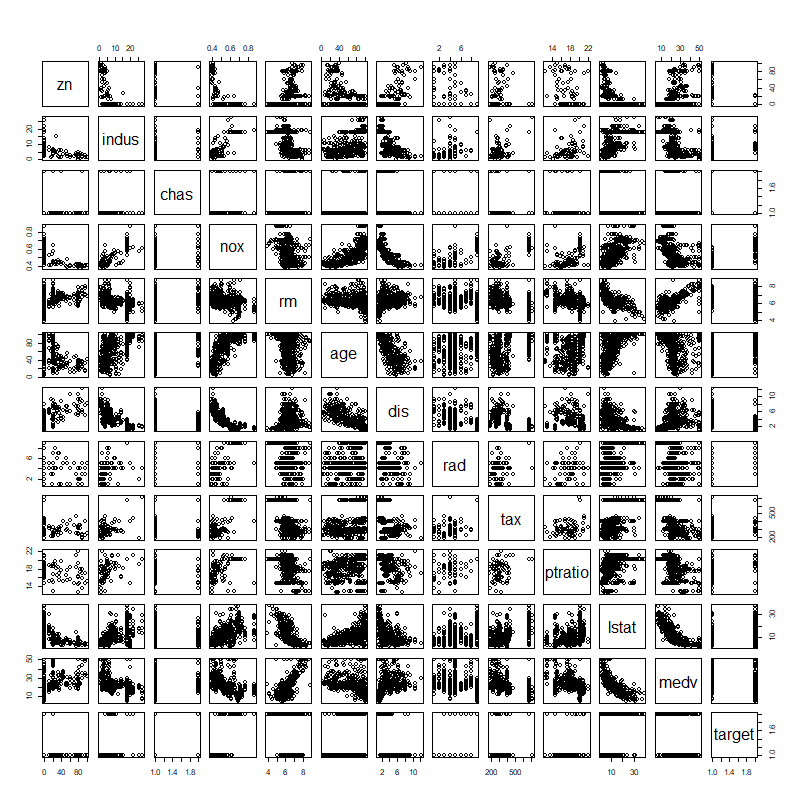 0 10 20 0.4 0.6 0.8 0 40 80 2 6 14 18 22 10 30 50
zn 0 40 80
0 10 20 indus
chas 1.0 1.6
0.4 0.6 0.8 nox
rm 4 6 8
0 40 80 age
dis 2 6 10
2 6 rad
tax 200 500
14 18 22 ptratio
lstat 10 30
10 30 50 medv
target 1.0 1.6
0 40 80 1.0 1.4 1.8 4 6 8 2 6 10 200 500 10 30 1.0 1.4 1.8